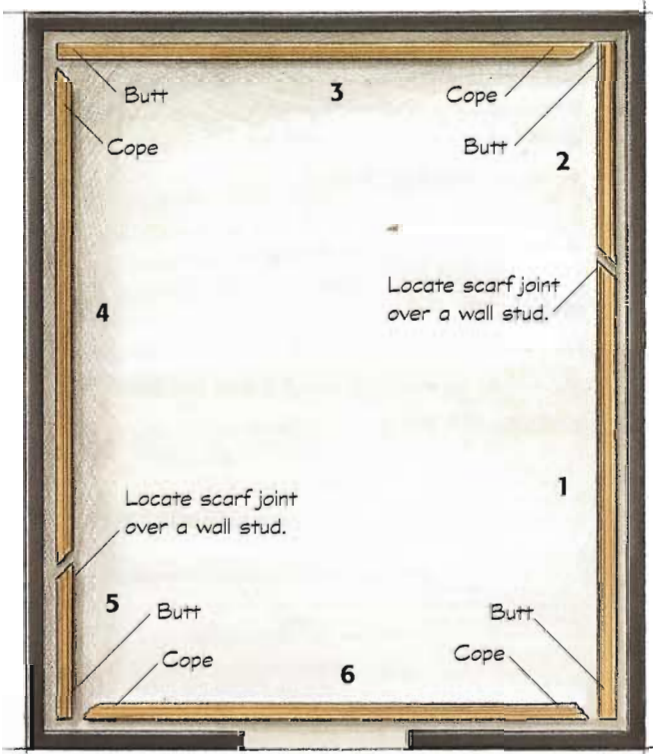 Butt
3
Cope
Cope
Butt
2
Locate scarf joint
over a wall stud.
4
1
Locate scarf joint
over a wall stud.
5
Butt
Butt
Cope
Cope
6